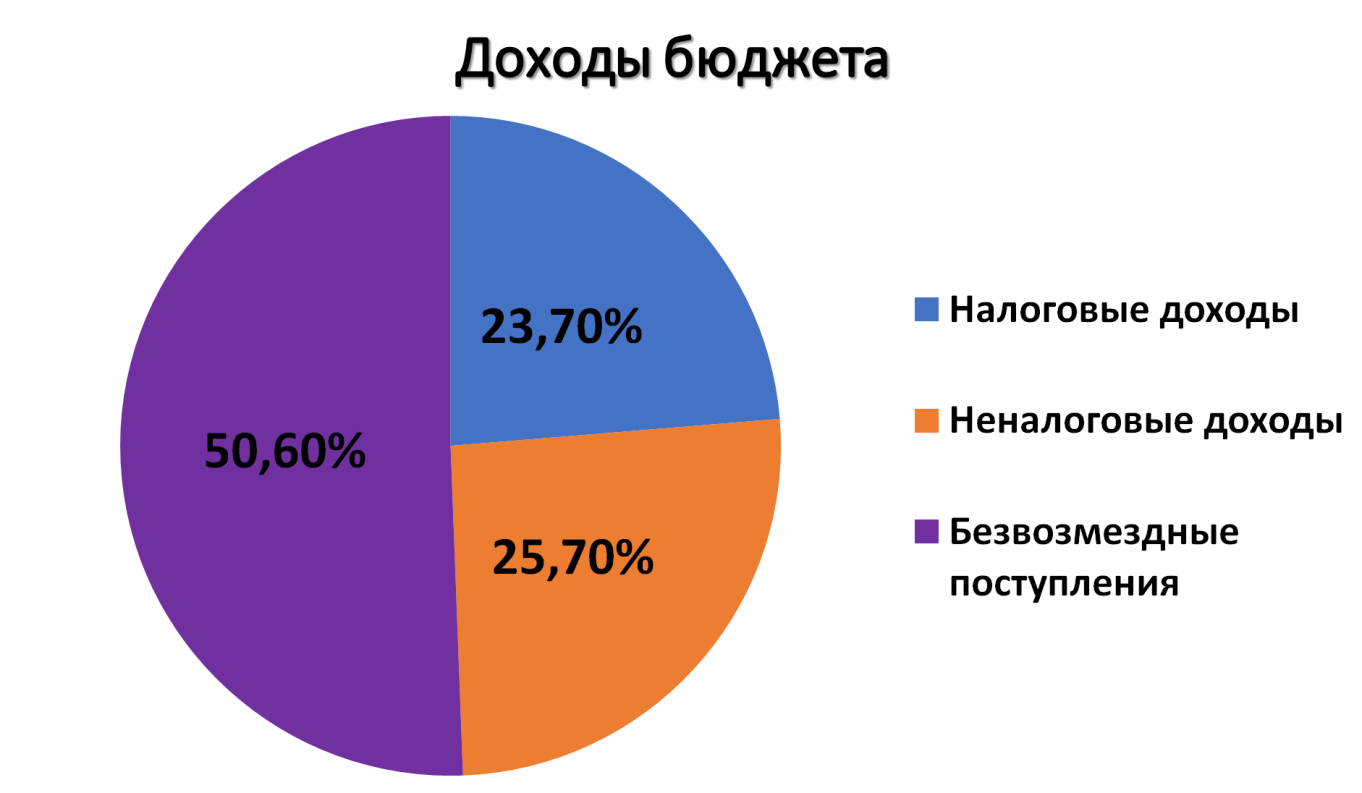 Доходы бюджета
23,70%
50,60%
25,70%
Налоговые доходы
Неналоговые доходы
Безвозмездные
поступления